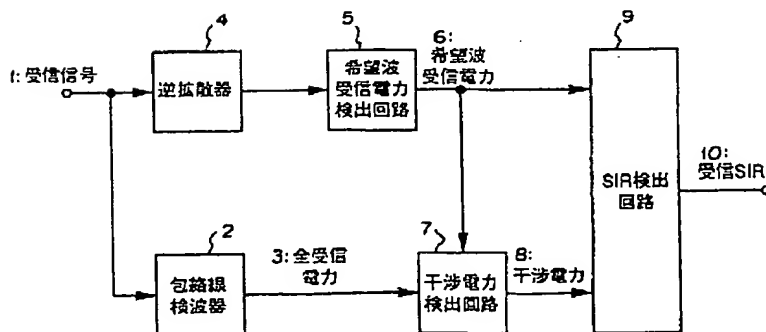 4
5
6:
希望波
受信電力
9
1: 受信信号
逆拡散器
希望波
受信電力
検出回路
10:
受信SIR
SIR検出
回路
2
3: 全受信
電力
7
8:
干渉電力
包絡線
検波器
干渉電力
検出回路